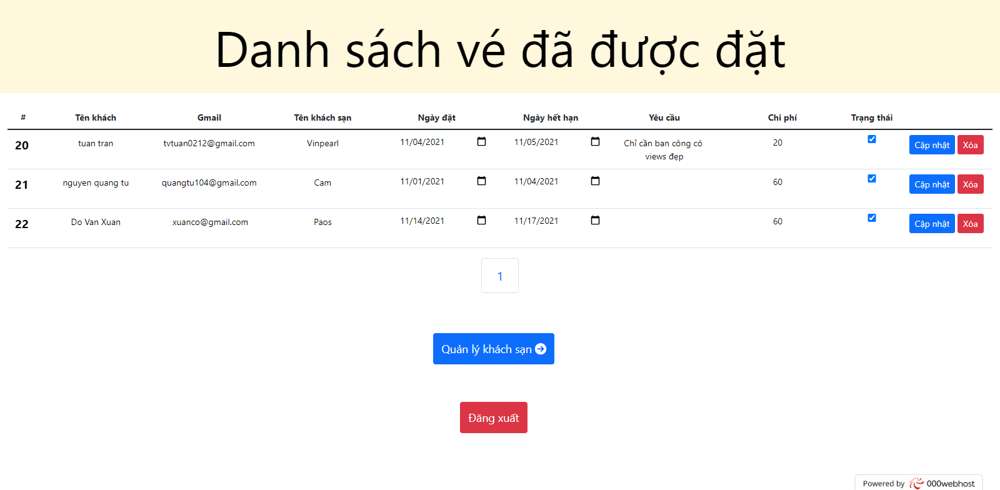 Danh sách vé đã được đặt
# Tên khách Gmail Tên khách sạn Ngày đặt Ngày hết hạn Yêu cầu Chi phí Trạng thái
20 tuan tran tvtuan0212@gmail.com Vinpearl 11/04/2021 11/05/2021 Chỉ cần ban công có 20 Cập nhật Xóa
views đẹp
21 nguyen quang tu quangtu104@gmail.com Cam 11/01/2021 11/04/2021 60 Cập nhật Xóa
22 Do Van Xuan xuanco@gmail.com Paos 11/14/2021 11/17/2021 60 Cập nhật Xóa
1
Quản lý khách sạn
Đăng xuất
Powered by 000webhost